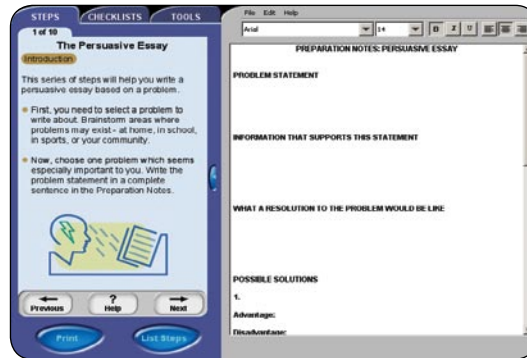 STEPS CHECKLISTS TOOLS
1 of 10
The Persuasive Essay
Introduction
This series of steps will help you write a
persuasive essay based on a problem.
First, you need to select a problem to
write about. Brainstorm areas where
problems may exist - at home, in school,
in sports, or your community.
Now, choose one problem which seems
especially important to you. Write the
problem statement in a complete
sentence in the Preparation Notes.
Previous
?
Help
Next
Print
List Steps
File Edit Help
Arial 14 B I U
PREPARATION NOTES: PERSUASIVE ESSAY
PROBLEM STATEMENT
INFORMATION THAT SUPPORTS THIS STATEMENT
WHAT A RESOLUTION TO THE PROBLEM WOULD BE LIKE
POSSIBLE SOLUTIONS
1.
Advantage:
Disadvantage: